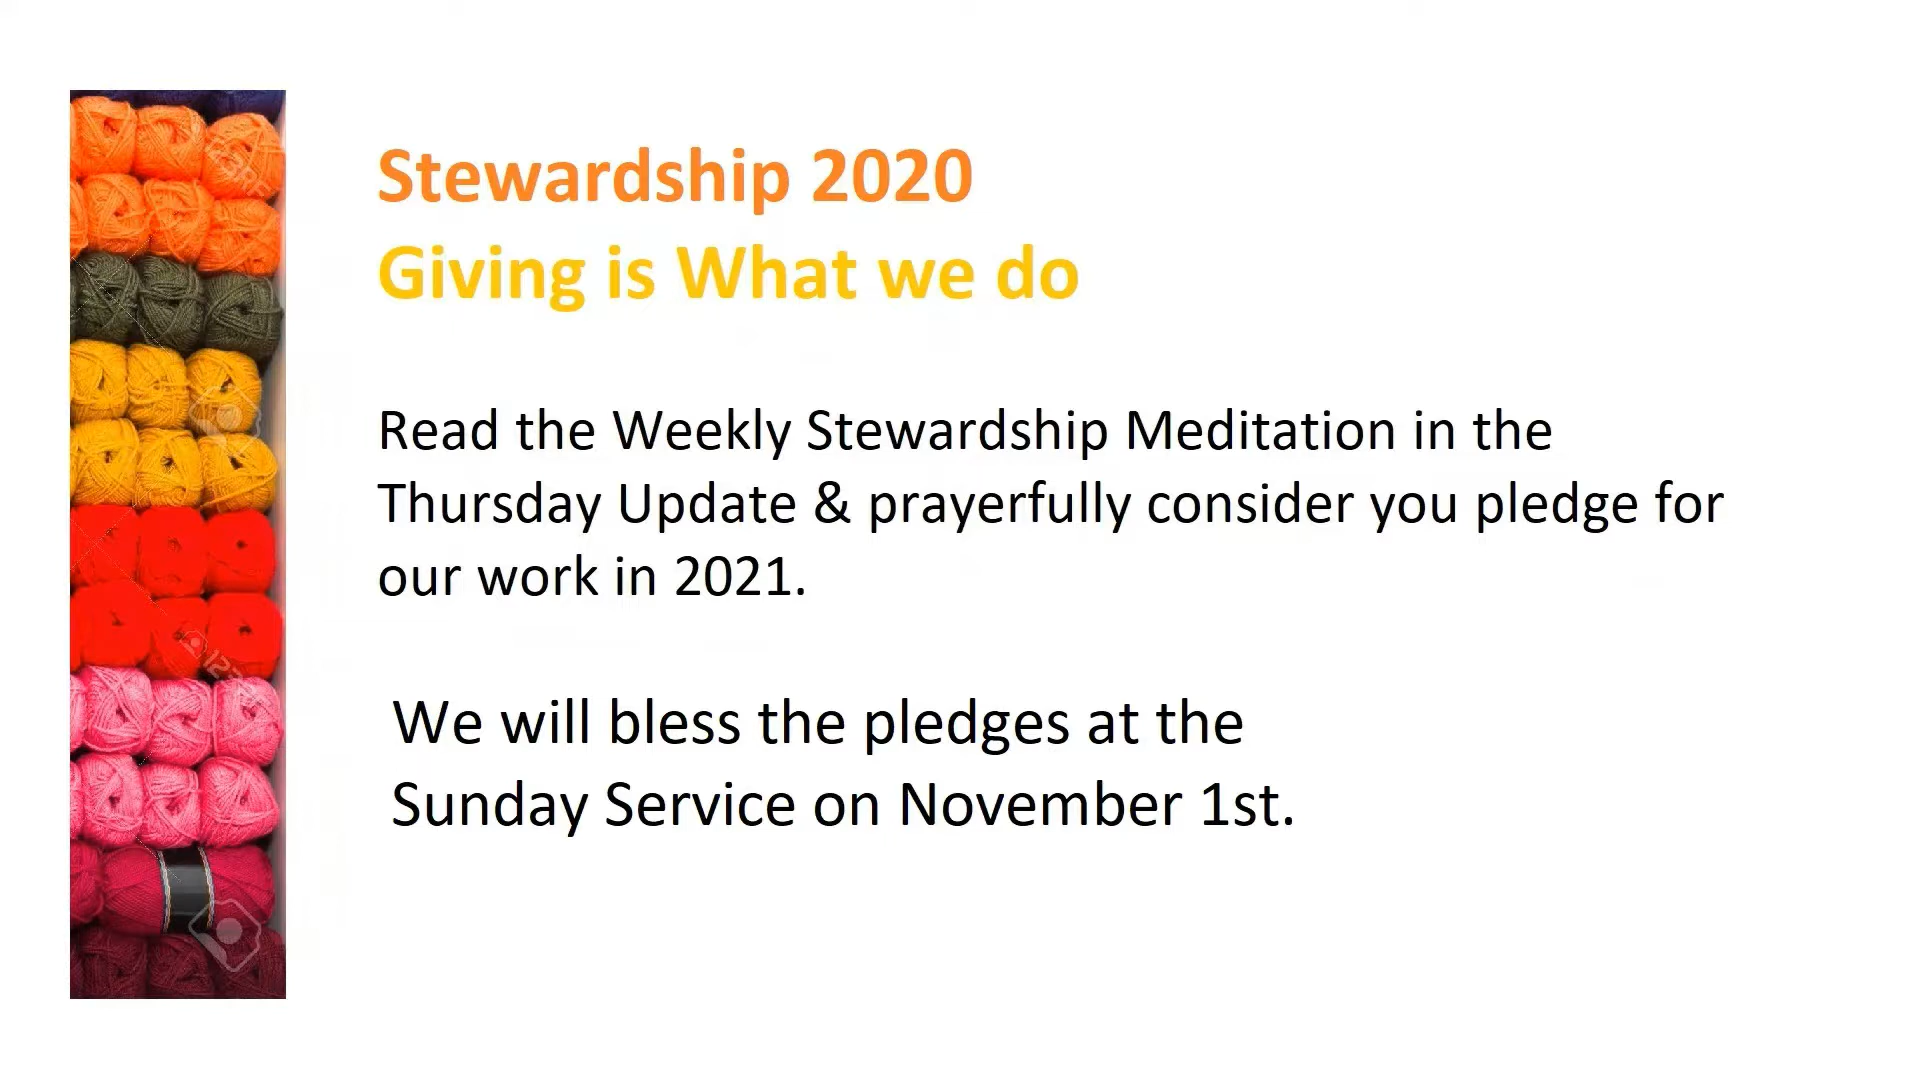 Stewardship 2020
Giving is What we do
Read the Weekly Stewardship Meditation in the
Thursday Update & prayerfully consider you pledge for
our work in 2021.
We will bless the pledges at the
Sunday Service on November 1st.